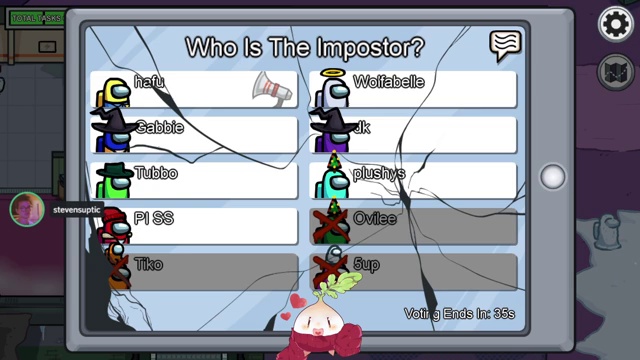 TOTAL TASKS
Who Is The Impostor?
hafu
Wolfabelle
Gabbie
dk
Tubbo
plushys
stevensuptic
PI SS
Ovilee
Tiko
5up
Voting Ends In: 35s